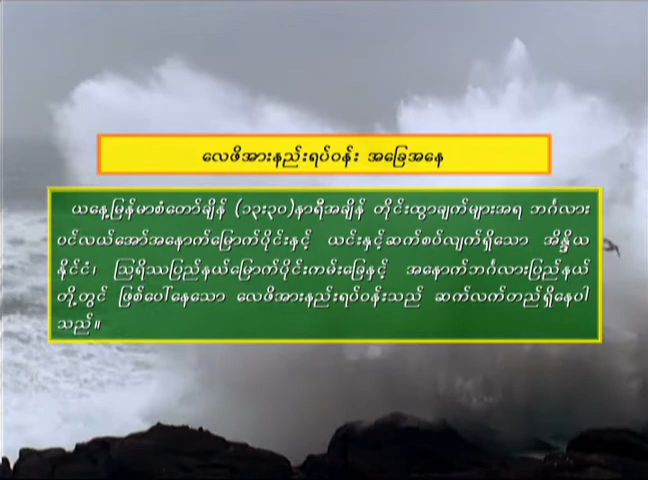 လေဖိအားနည်းရပ်ဝန်း အခြေအနေ
ယနေ့မြန်မာစံတော်ချိန် (၁၃း၃၀)နာရီအချိန် တိုင်းထွာချက်များအရ ဘင်္ဂလား
ပင်လယ်အော်အနောက်မြောက်ပိုင်းနှင့် ယင်းနှင့်ဆက်စပ်လျက်ရှိသော အိန္ဒိယ
နိုင်ငံ၊ ဩရိဿပြည်နယ်မြောက်ပိုင်းကမ်းခြေနှင့် အနောက်ဘင်္ဂလားပြည်နယ်
တို့တွင် ဖြစ်ပေါ်နေသော လေဖိအားနည်းရပ်ဝန်းသည် ဆက်လက်တည်ရှိနေပါ
သည်။